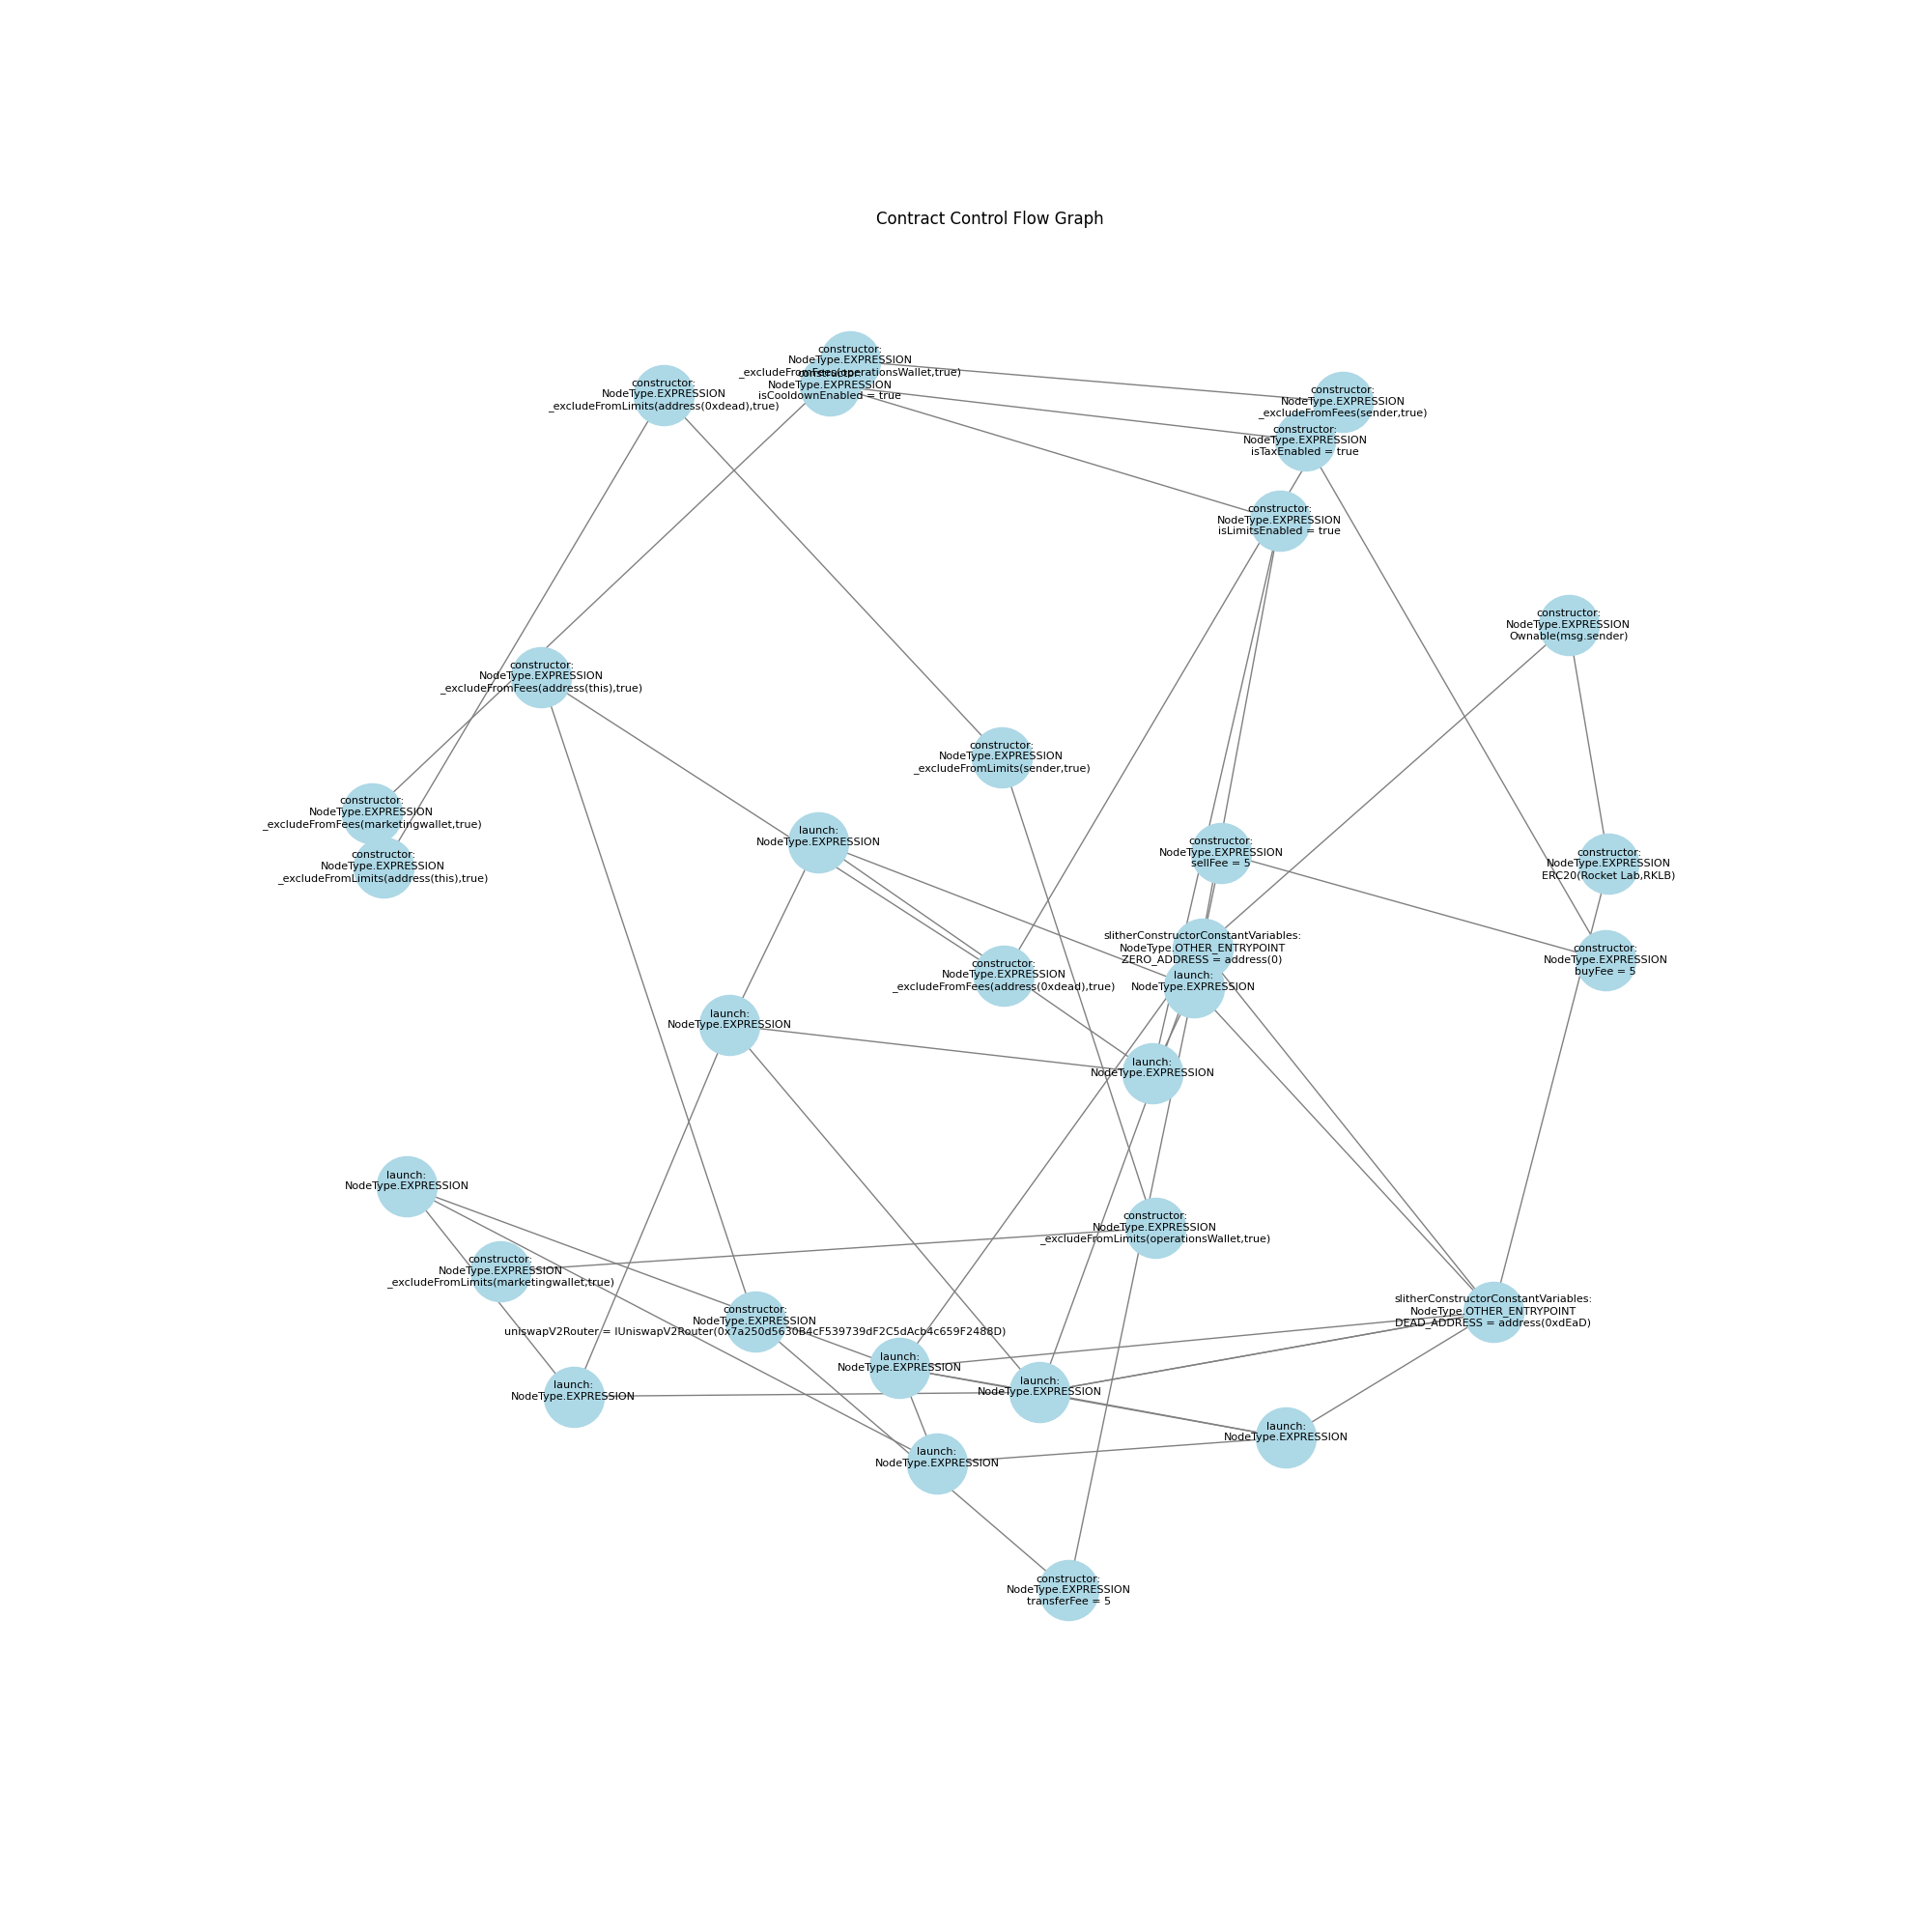 Contract Control Flow Graph
constructor:
NodeType.EXPRESSION
_excludeFromFees(operationsWallet,true)
constructor:
NodeType.EXPRESSION
isCooldownEnabled = true
constructor:
NodeType.EXPRESSION
_excludeFromLimits(address(0xdead),true)
constructor:
NodeType.EXPRESSION
_excludeFromFees(sender,true)
constructor:
NodeType.EXPRESSION
isTaxEnabled = true
constructor:
NodeType.EXPRESSION
isLimitsEnabled = true
constructor:
NodeType.EXPRESSION
Ownable(msg.sender)
constructor:
NodeType.EXPRESSION
_excludeFromFees(address(this),true)
constructor:
NodeType.EXPRESSION
_excludeFromLimits(sender,true)
constructor:
NodeType.EXPRESSION
_excludeFromFees(marketingwallet,true)
launch:
NodeType.EXPRESSION
constructor:
NodeType.EXPRESSION
sellFee = 5
constructor:
NodeType.EXPRESSION
_excludeFromLimits(address(this),true)
constructor:
NodeType.EXPRESSION
ERC20(Rocket Lab,RKLB)
slitherConstructorConstantVariables:
NodeType.OTHER_ENTRYPOINT
ZERO_ADDRESS = address(0)
constructor:
NodeType.EXPRESSION
buyFee = 5
constructor:
NodeType.EXPRESSION
_excludeFromFees(address(0xdead),true)
launch:
NodeType.EXPRESSION
launch:
NodeType.EXPRESSION
launch:
NodeType.EXPRESSION
launch:
NodeType.EXPRESSION
constructor:
NodeType.EXPRESSION
_excludeFromLimits(operationsWallet,true)
constructor:
NodeType.EXPRESSION
_excludeFromLimits(marketingwallet,true)
slitherConstructorConstantVariables:
NodeType.OTHER_ENTRYPOINT
DEAD_ADDRESS = address(0xdEaD)
constructor:
NodeType.EXPRESSION
uniswapV2Router = IUniswapV2Router(0x7a250d5630B4cF539739dF2C5dAcb4c659F2488D)
launch:
NodeType.EXPRESSION
launch:
NodeType.EXPRESSION
launch:
NodeType.EXPRESSION
launch:
NodeType.EXPRESSION
launch:
NodeType.EXPRESSION
constructor:
NodeType.EXPRESSION
transferFee = 5